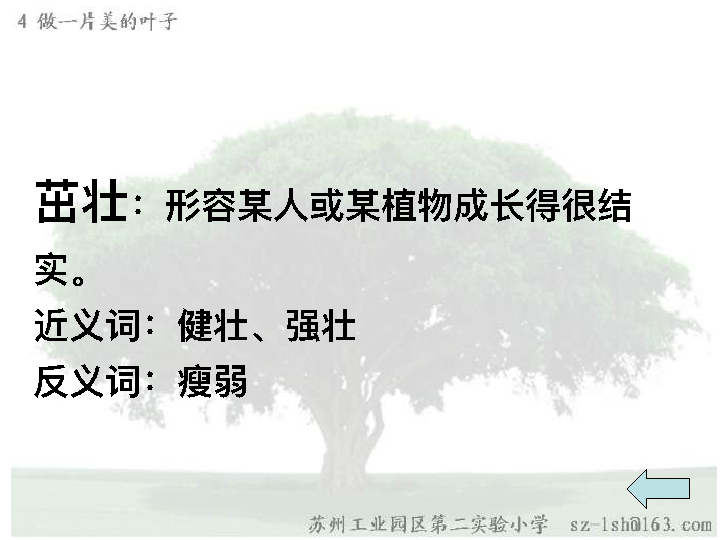 4 做一片美的叶子
茁壮：形容某人或某植物成长得很结
实。
近义词：健壮、强壮
反义词：瘦弱
苏州工业园区第二实验小学 sz-lsh@163.com